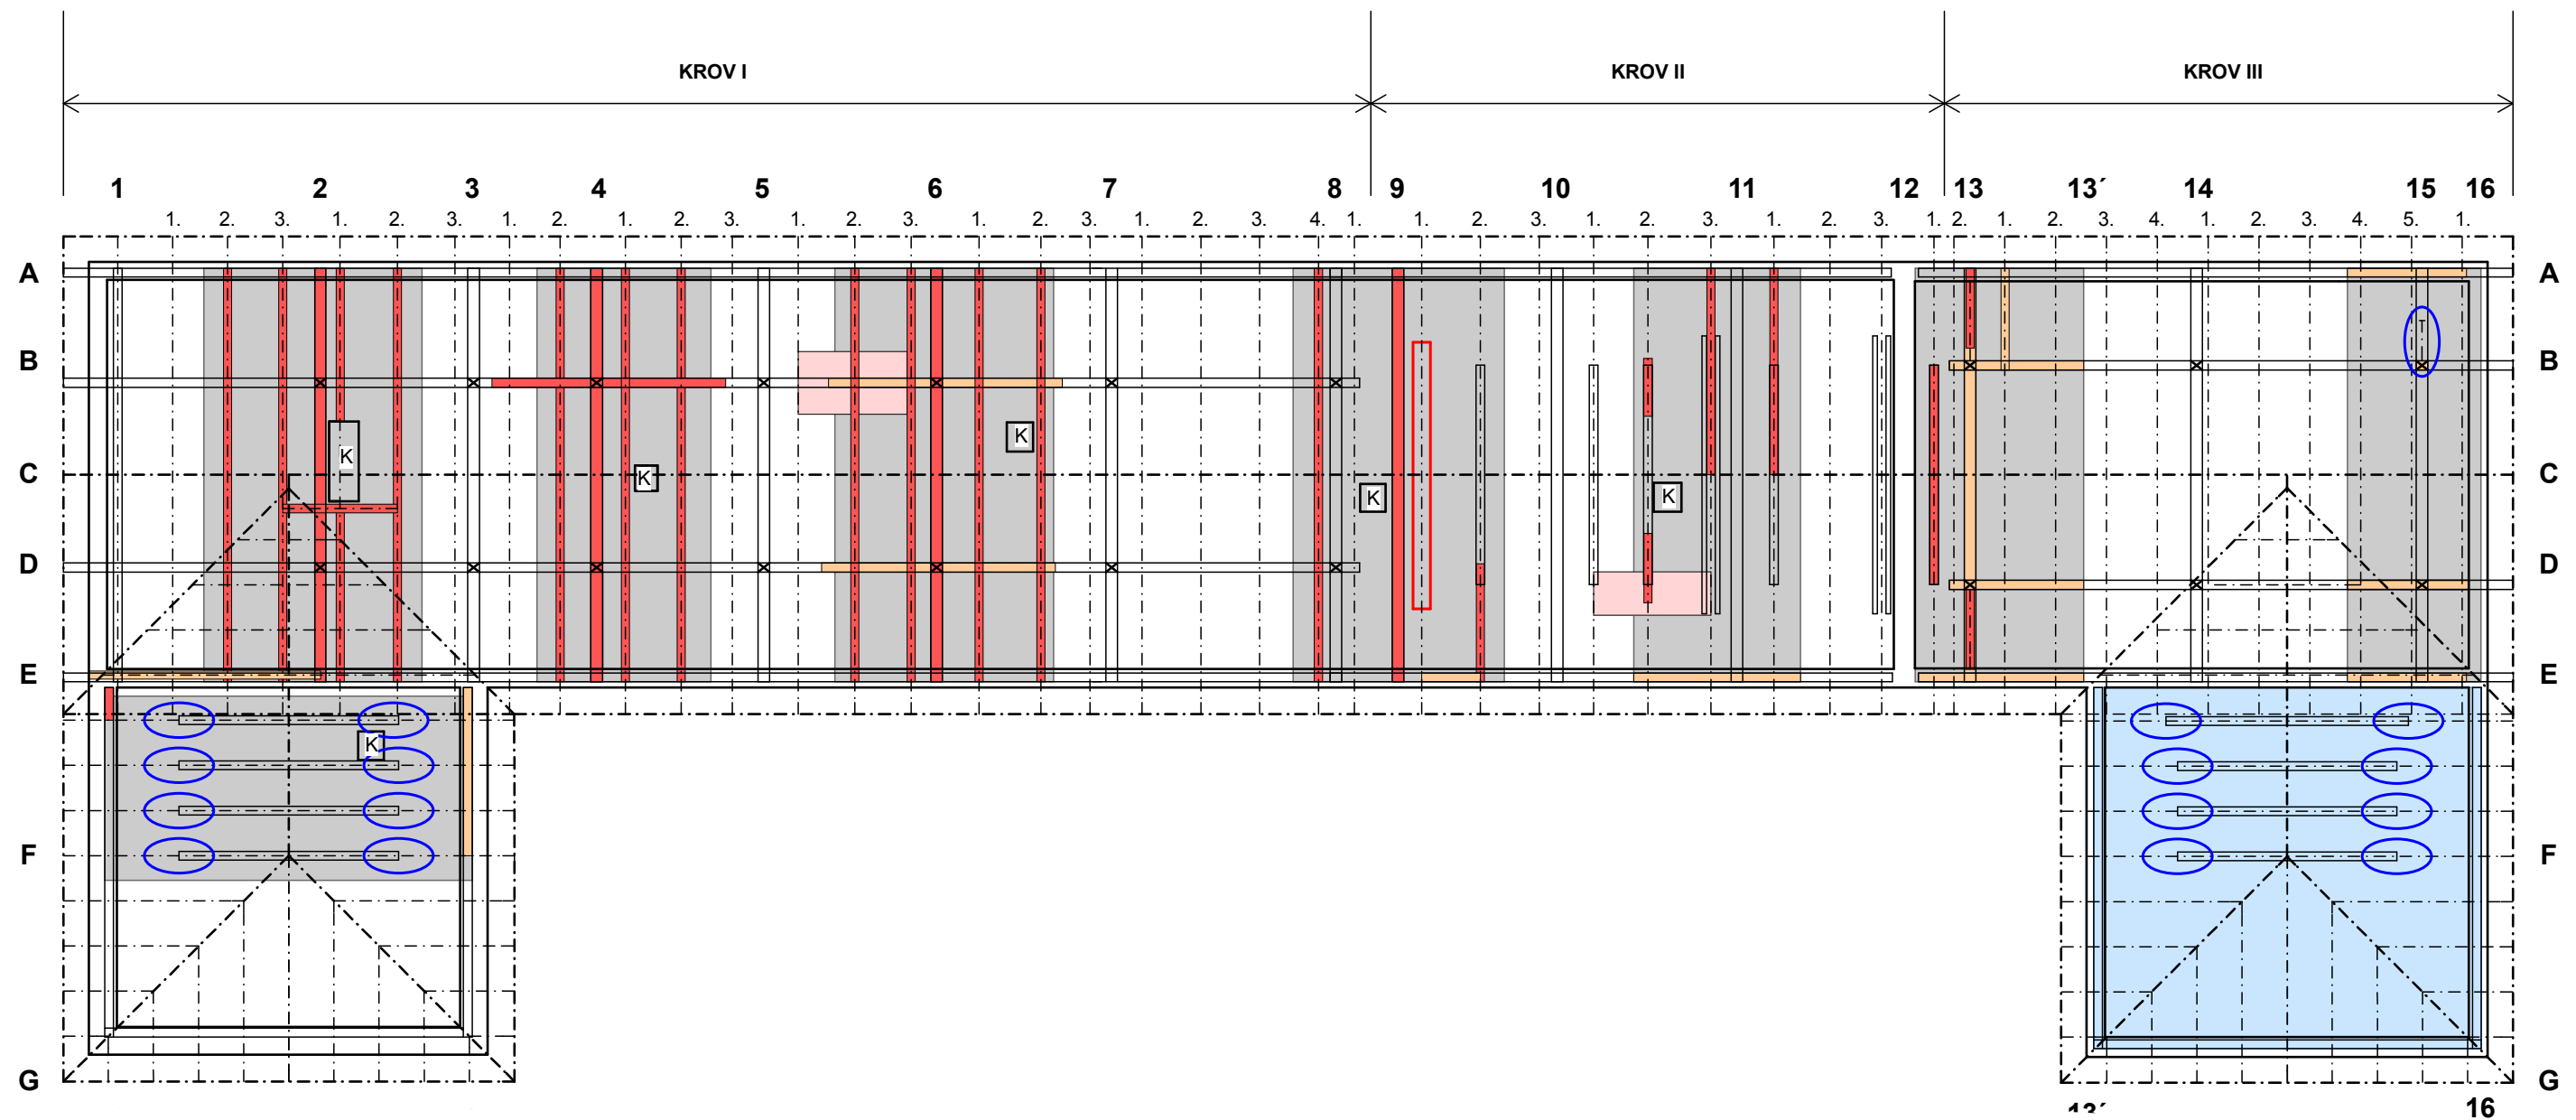 KROV I KROV II KROV III
1 2 3 4 5 6 7 8 9 10 11 12 13 13´ 14 15 16
1. 2. 3. 1. 2. 3. 1. 2. 1. 2. 3. 1. 2. 3. 1. 2. 3. 1. 2. 3. 4. 1. 1. 2. 3. 1. 2. 3. 1. 2. 3. 1. 2. 1. 2. 3. 4. 1. 2. 3. 4. 5. 1.
A A
B B
K
K
C C
K
K K
D D
E E
K
F F
G G
13´ 16